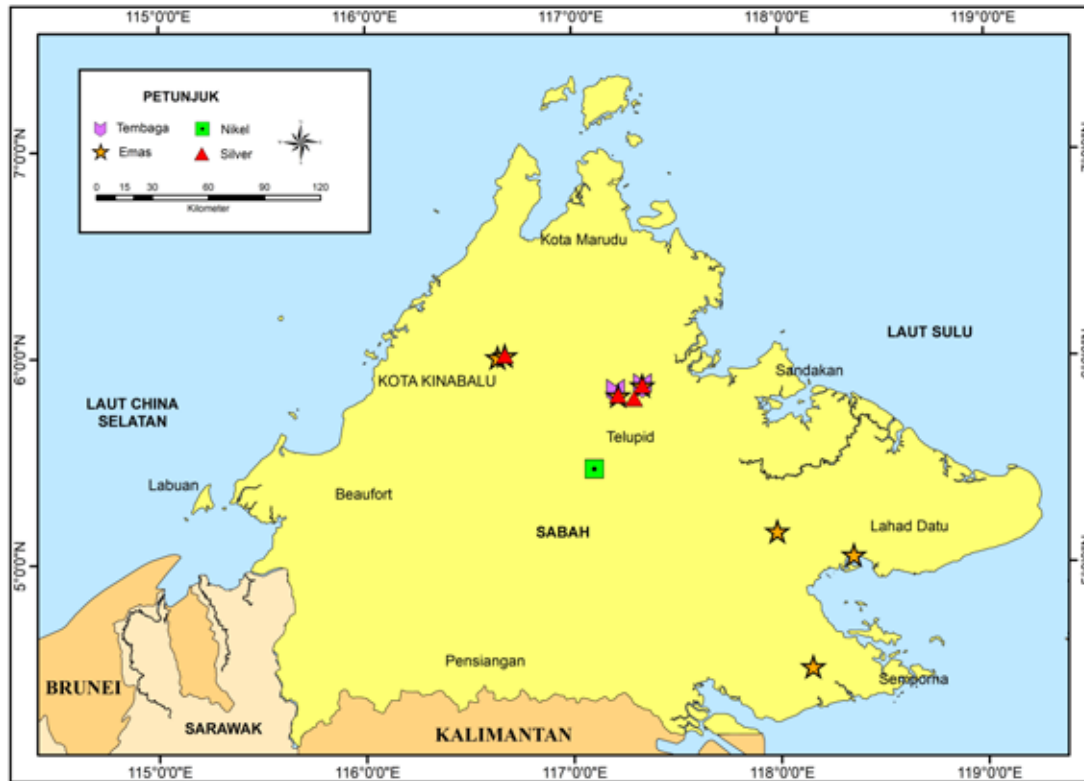 115°0'0"E 116°0'0"E 117°0'0"E 118°0'0"E 119°0'0"E
PETUNJUK
Tembaga Nikel
Emas Silver
0 15 30 60 90 120
Kilometer
7°0'0"N
Kota Marudu
LAUT SULU
6°0'0"N
KOTA KINABALU
Sandakan
LAUT CHINA
SELATAN
Telupid
Labuan
Beaufort
SABAH
Lahad Datu
5°0'0"N
Pensiangan
Semporna
BRUNEI
SARAWAK
KALIMANTAN
115°0'0"E 116°0'0"E 117°0'0"E 118°0'0"E 119°0'0"E